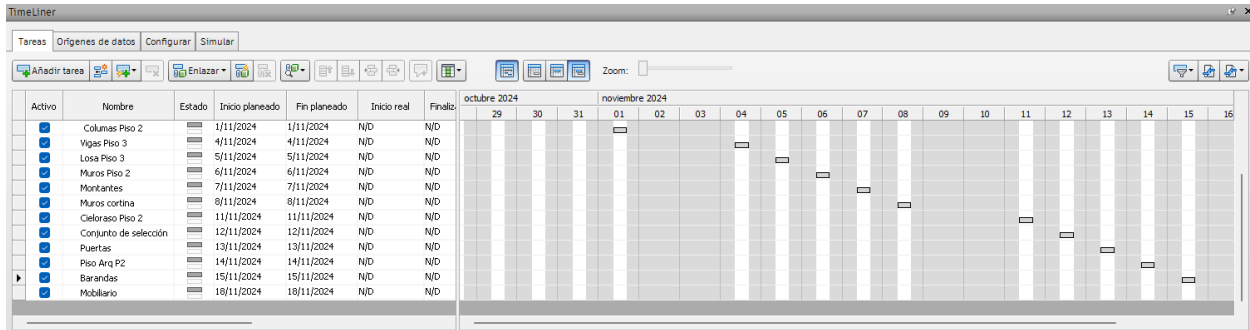 TimeLiner
Tareas Orígenes de datos Configurar Simular
Añadir tarea Enlazar Zoom:
Activo Nombre Estado Inicio planeado Fin planeado Inicio real Finaliz octubre 2024 noviembre 2024
29 30 31 01 02 03 04 05 06 07 08 09 10 11 12 13 14 15 16
Columas Piso 2 1/11/2024 1/11/2024 N/D N/D
Vigas Piso 3 4/11/2024 4/11/2024 N/D N/D
Losa Piso 3 5/11/2024 5/11/2024 N/D N/D
Muros Piso 2 6/11/2024 6/11/2024 N/D N/D
Montantes 7/11/2024 7/11/2024 N/D N/D
Muros cortina 8/11/2024 8/11/2024 N/D N/D
Cieloraso Piso 2 11/11/2024 11/11/2024 N/D N/D
Conjunto de selección 12/11/2024 12/11/2024 N/D N/D
Puertas 13/11/2024 13/11/2024 N/D N/D
Piso Arq P2 14/11/2024 14/11/2024 N/D N/D
Barandas 15/11/2024 15/11/2024 N/D N/D
Mobiliario 18/11/2024 18/11/2024 N/D N/D